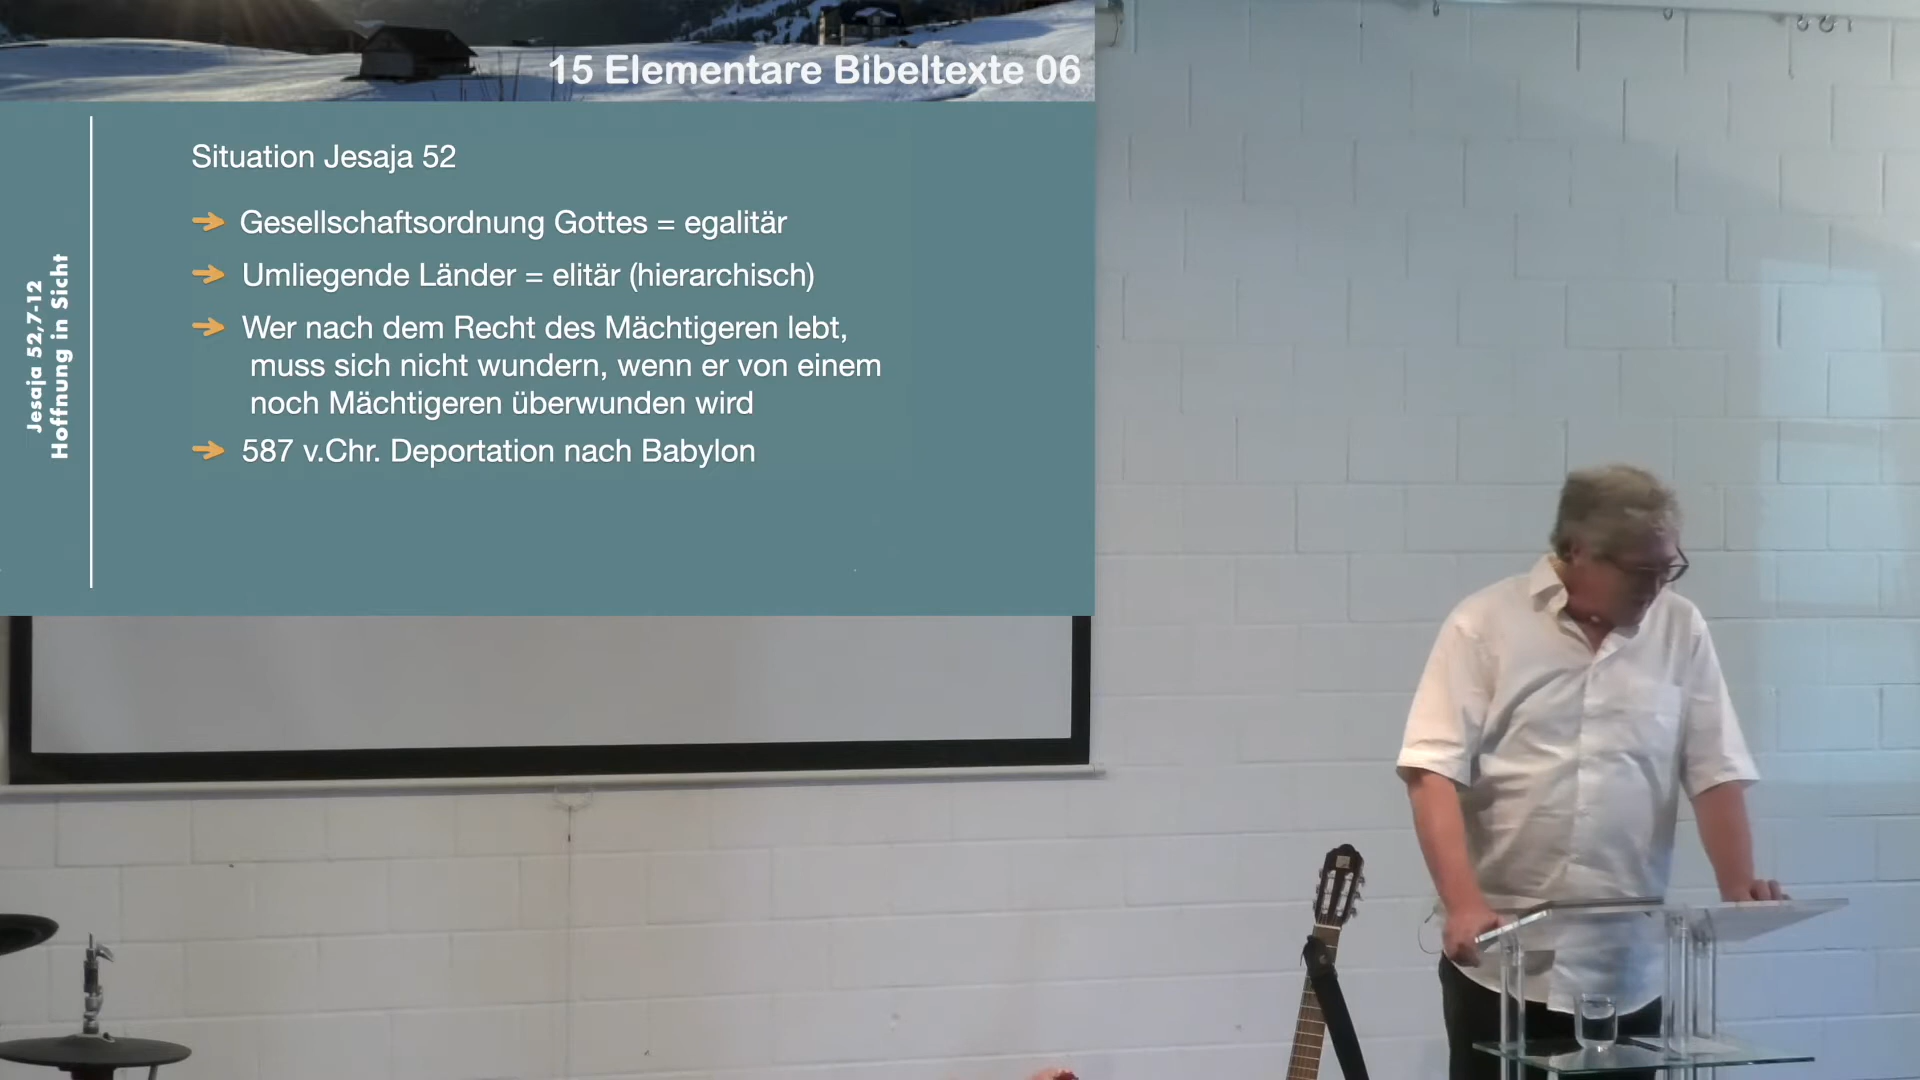 15 Elementare Bibeltexte 06
Jesaja 52,7-12
Hoffnung in Sicht
Situation Jesaja 52
Gesellschaftsordnung Gottes = egalitär
Umliegende Länder = elitär (hierarchisch)
Wer nach dem Recht des Mächtigeren lebt,
muss sich nicht wundern, wenn er von einem
noch Mächtigeren überwunden wird
587 v.Chr. Deportation nach Babylon